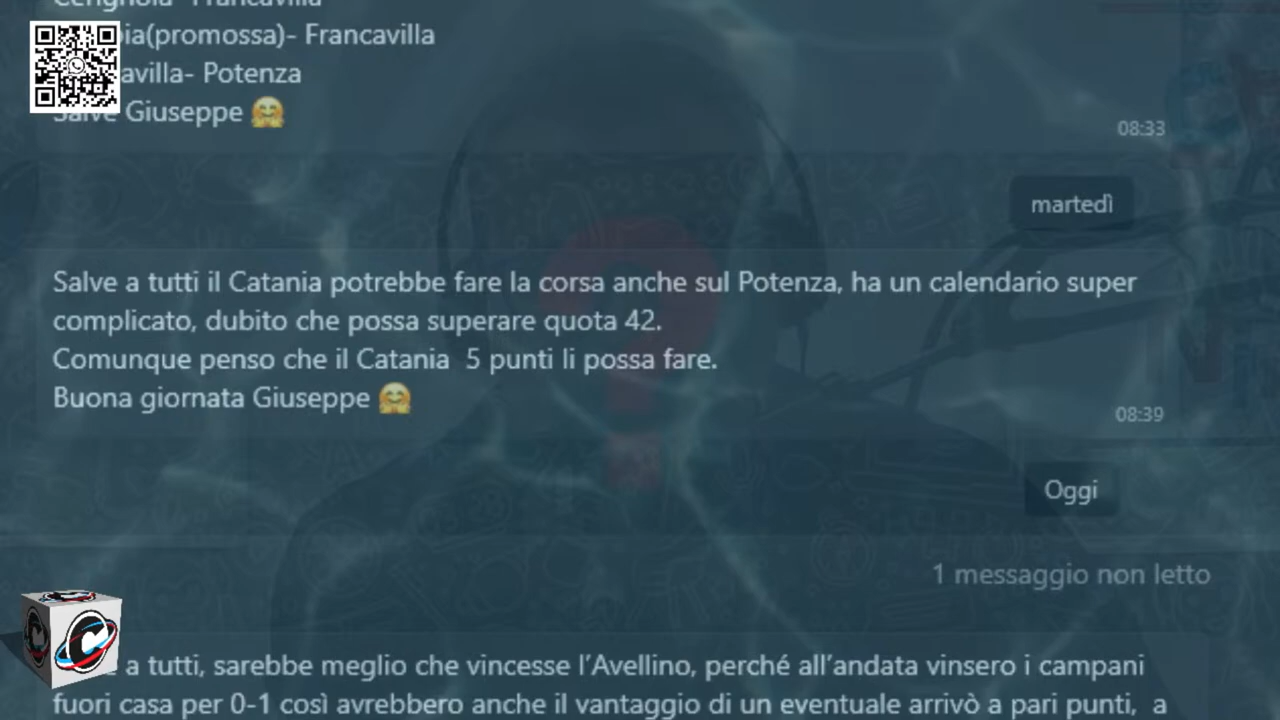 (promossa)- Francavilla
avilla- Potenza
Salve Giuseppe 🤗
08:33
martedì
Salve a tutti il Catania potrebbe fare la corsa anche sul Potenza, ha un calendario super
complicato, dubito che possa superare quota 42.
Comunque penso che il Catania 5 punti li possa fare.
Buona giornata Giuseppe 🤗
08:39
Oggi
1 messaggio non letto
a tutti, sarebbe meglio che vincesse l'Avellino, perché all'andata vinsero i campani
fuori casa per 0-1 così avrebbero anche il vantaggio di un eventuale arrivò a pari punti, a